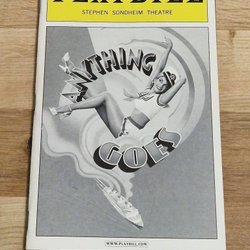 PLAYBILL
STEPHEN SONDHEIM THEATRE
ANYTHING
GOES
WWW.PLAYBILL.COM